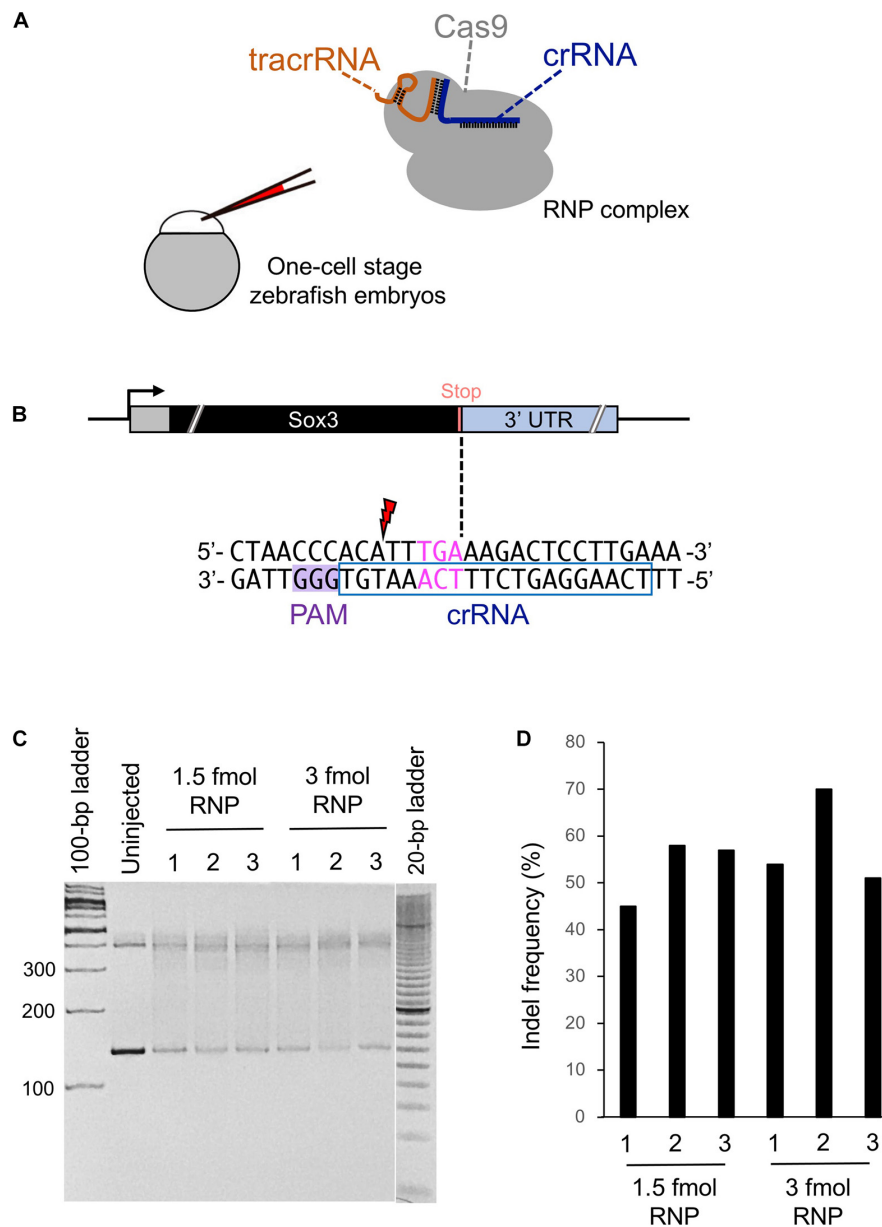 A
Cas9
tracrRNA
crRNA
RNP complex
One-cell stage
zebrafish embryos
B
Stop
Sox3
3’ UTR
5’- CTAACCCACATTTGAAAGACTCCTTGAAA -3’
3’- GATTGGGTGTAAACTTTCTGAGGAACTTT -5’
PAM
crRNA
C
100-bp ladder
Uninjected
1.5 fmol
RNP
3 fmol
RNP
20-bp ladder
1 2 3 1 2 3
300
200
100
D
Indel frequency (%)
80
70
60
50
40
30
20
10
0
1 2 3 1 2 3
1.5 fmol
RNP
3 fmol
RNP